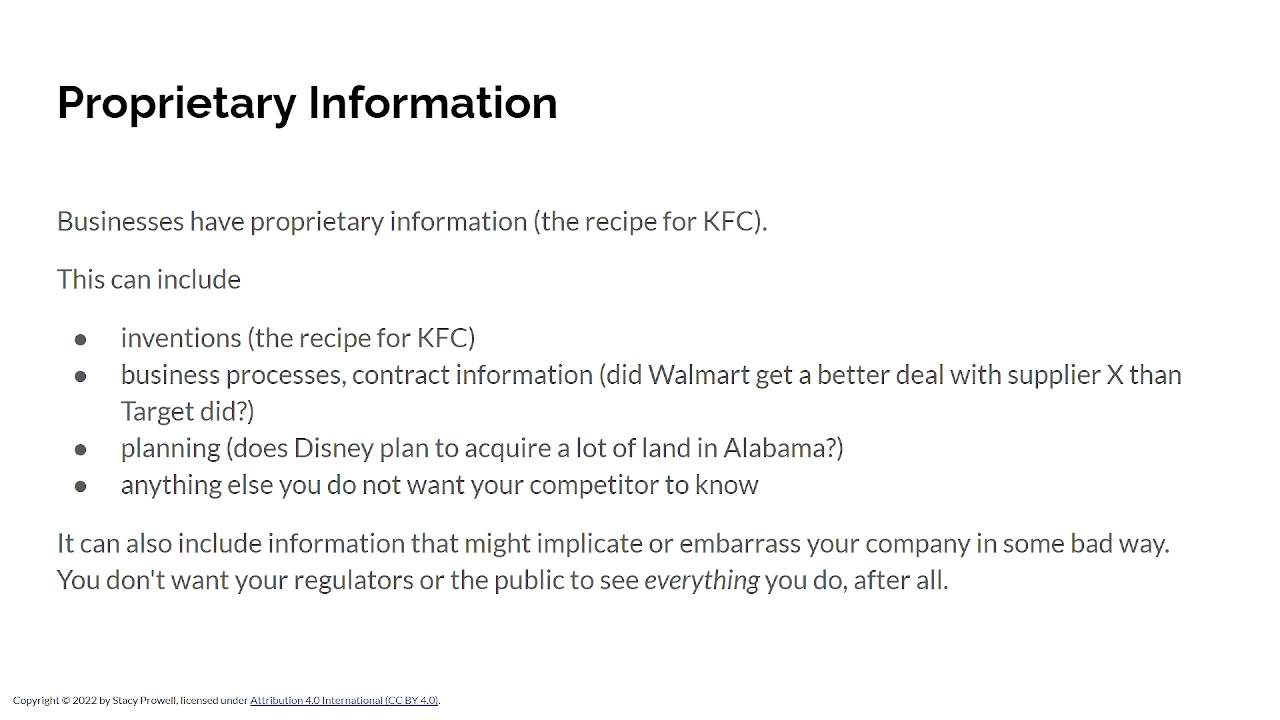 Proprietary Information
Businesses have proprietary information (the recipe for KFC).
This can include
● inventions (the recipe for KFC)
● business processes, contract information (did Walmart get a better deal with supplier X than
Target did?)
● planning (does Disney plan to acquire a lot of land in Alabama?)
● anything else you do not want your competitor to know
It can also include information that might implicate or embarrass your company in some bad way.
You don't want your regulators or the public to see everything you do, after all.
Copyright © 2022 by Stacy Prowell, licensed under Attribution 4.0 International (CC BY 4.0).